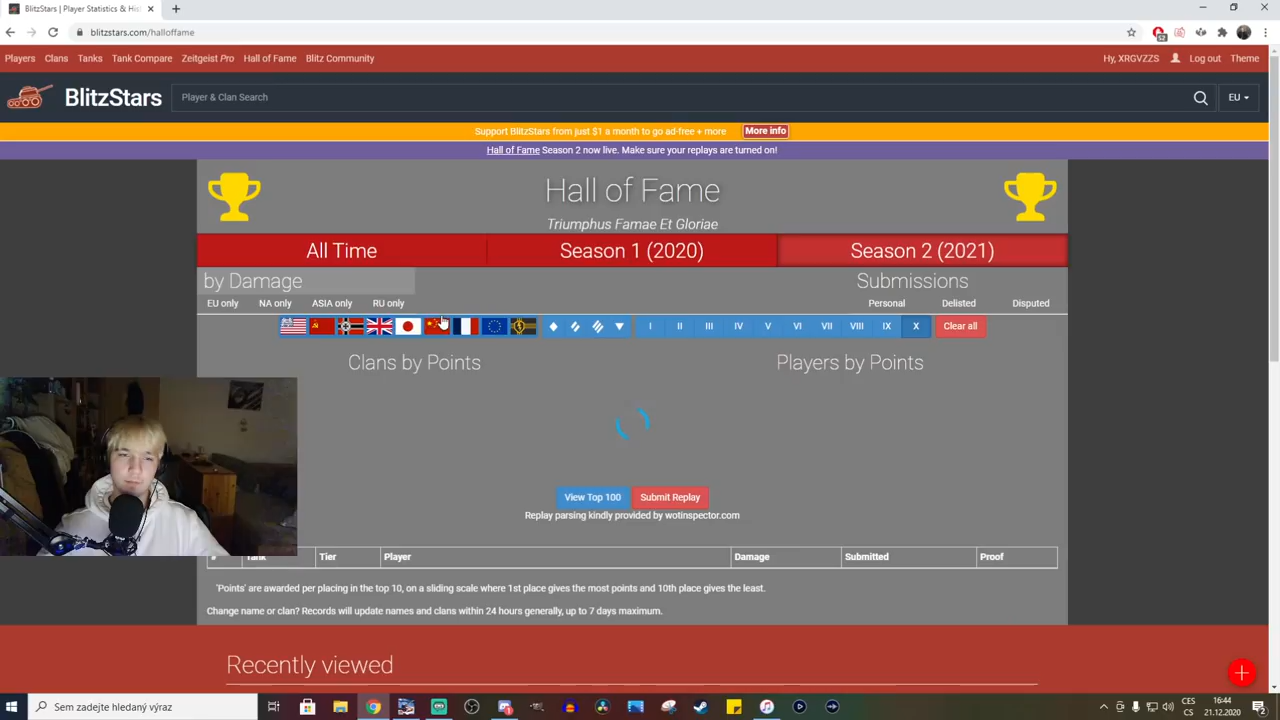 BlitzStars | Player Statistics & His
blitzstars.com/halloffame
Players Clans Tanks Tank Compare Zeitgeist Pro Hall of Fame Blitz Community Hy, XRGVZZS Log out Theme
BlitzStars Player & Clan Search EU
Support BlitzStars from just $1 a month to go ad-free + more More info
Hall of Fame Season 2 now live. Make sure your replays are turned on!
Hall of Fame
Triumphus Famae Et Gloriae
All Time Season 1 (2020) Season 2 (2021)
by Damage Submissions
EU only NA only ASIA only RU only Personal Delisted Disputed
I II III IV V VI VII VIII IX X Clear all
Clans by Points Players by Points
View Top 100 Submit Replay
Replay parsing kindly provided by wotinspector.com
# Tank Tier Player Damage Submitted Proof
'Points' are awarded per placing in the top 10, on a sliding scale where 1st place gives the most points and 10th place gives the least.
Change name or clan? Records will update names and clans within 24 hours generally, up to 7 days maximum.
Recently viewed
Sem zadejte hledaný výraz
CES 16:44
CS 21.12.2020